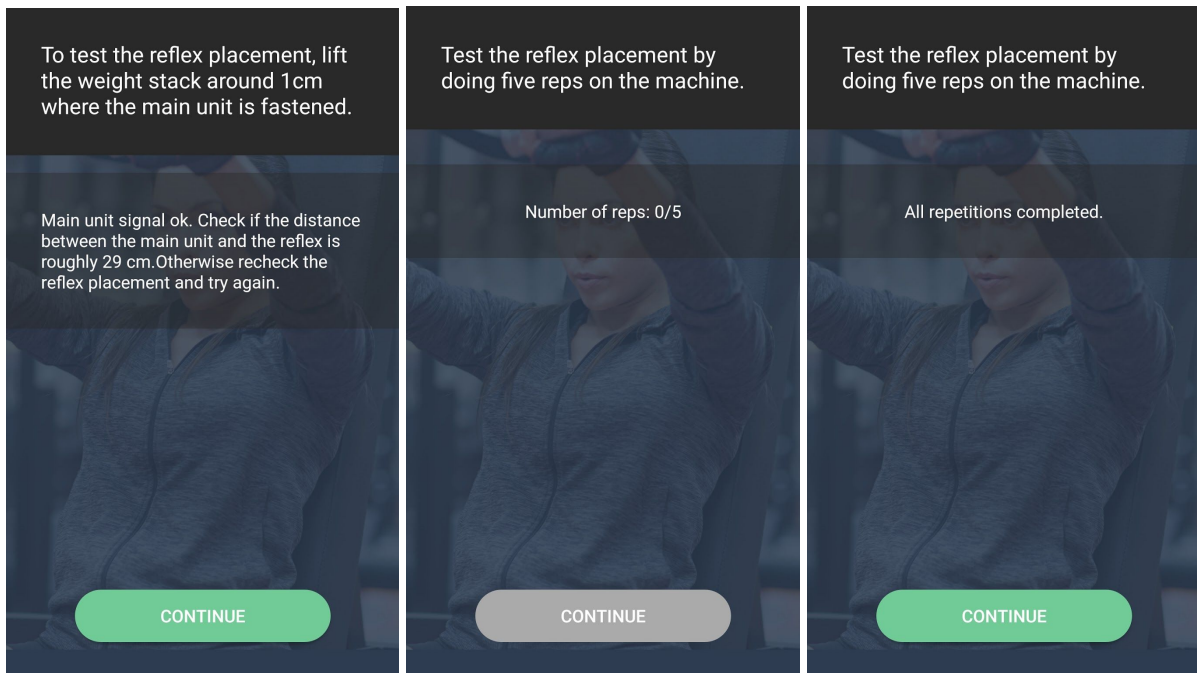 To test the reflex placement, lift
the weight stack around 1cm
where the main unit is fastened.
Main unit signal ok. Check if the distance
between the main unit and the reflex is
roughly 29 cm.Otherwise recheck the
reflex placement and try again.
CONTINUE
Test the reflex placement by
doing five reps on the machine.
Number of reps: 0/5
CONTINUE
Test the reflex placement by
doing five reps on the machine.
All repetitions completed.
CONTINUE